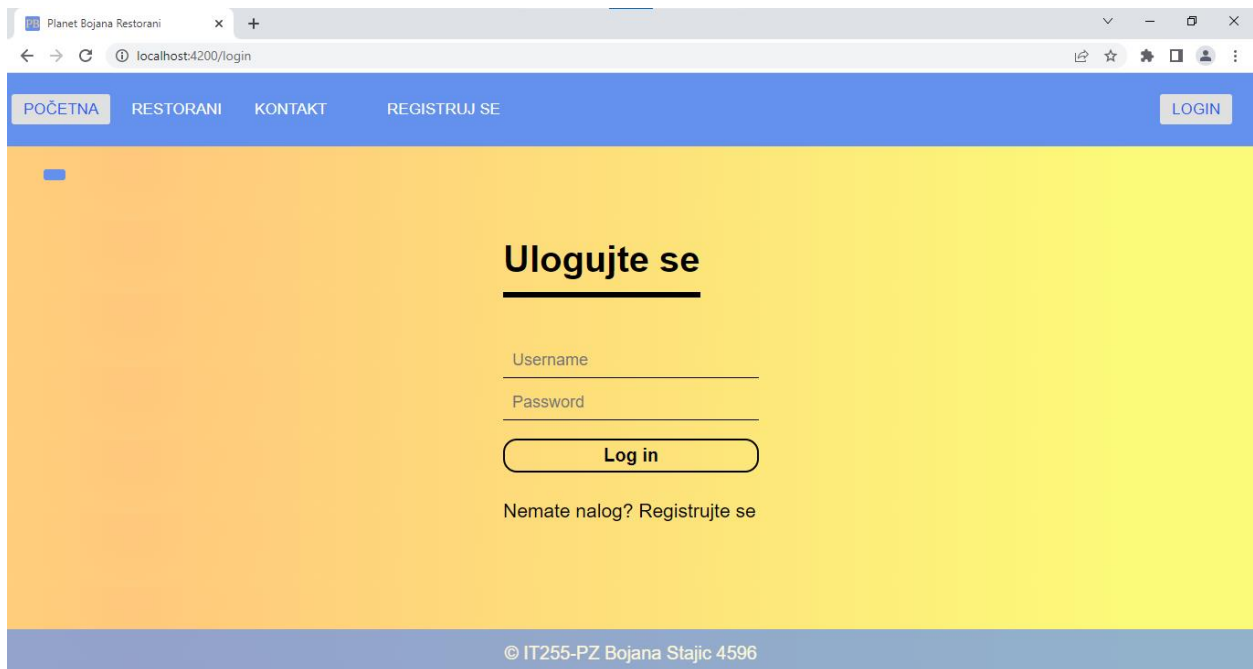 PB Planet Bojana Restorani
localhost:4200/login
POČETNA RESTORANI KONTAKT REGISTRUJ SE LOGIN
Ulogujte se
Username
Password
Log in
Nemate nalog? Registrujte se
© IT255-PZ Bojana Stajic 4596